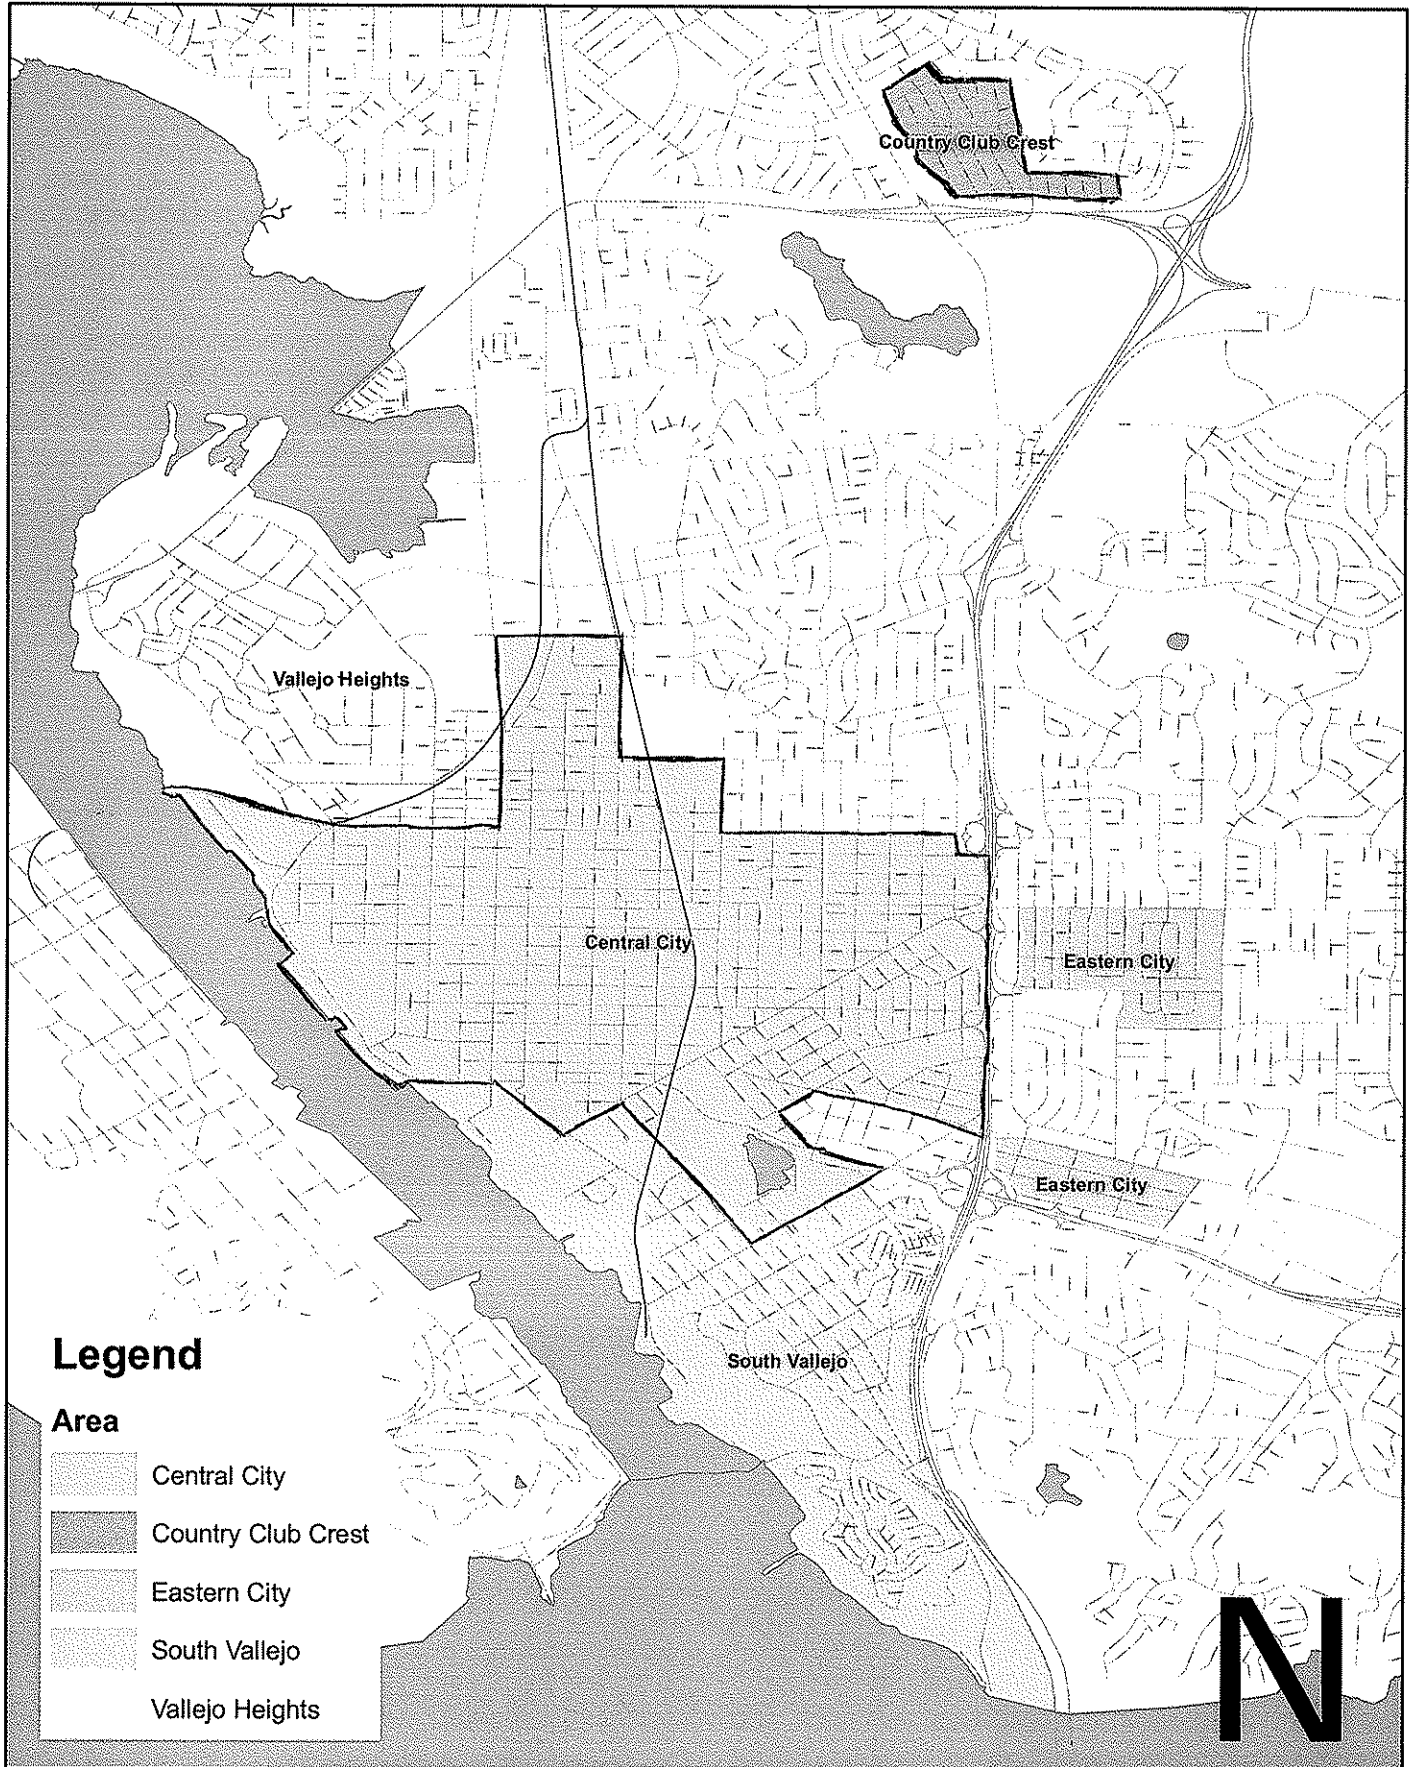 Country Club Crest
Vallejo Heights
Central City
Eastern City
Eastern City
South Vallejo
Legend
Area
Central City
Country Club Crest
Eastern City
South Vallejo
Vallejo Heights
N